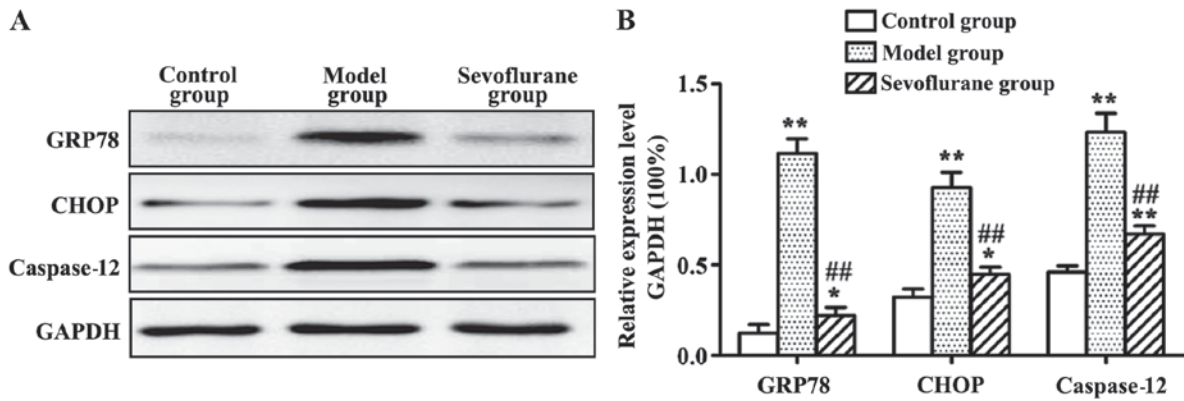 A
Control group
Model group
Sevoflurane group
GRP78
CHOP
Caspase-12
GAPDH
B
Control group
Model group
Sevoflurane group
Relative expression level
GAPDH (100%)
1.5
1.0
0.5
0.0
**
##
*
**
##
*
**
##
**
GRP78
CHOP
Caspase-12